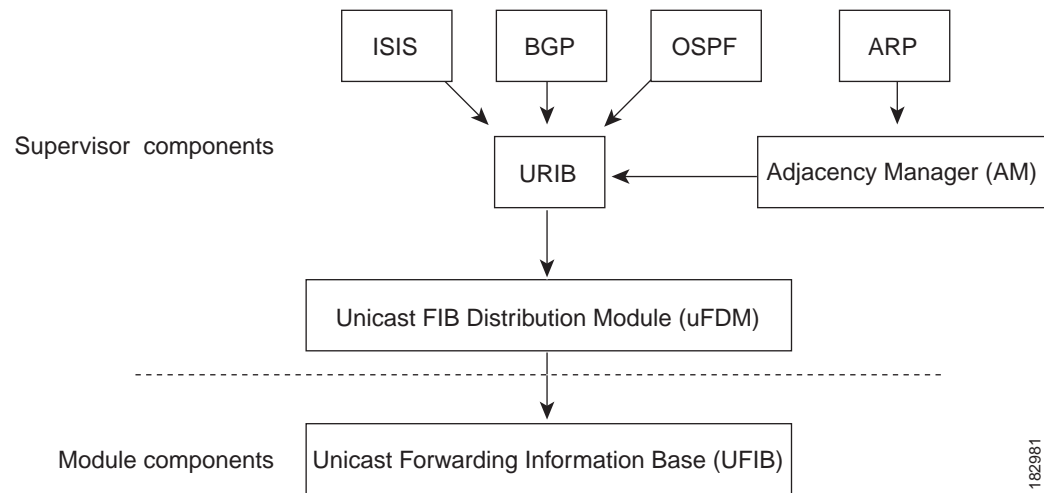 ISIS
BGP
OSPF
ARP
Supervisor components
URIB
Adjacency Manager (AM)
Unicast FIB Distribution Module (uFDM)
Module components
Unicast Forwarding Information Base (UFIB)
182981